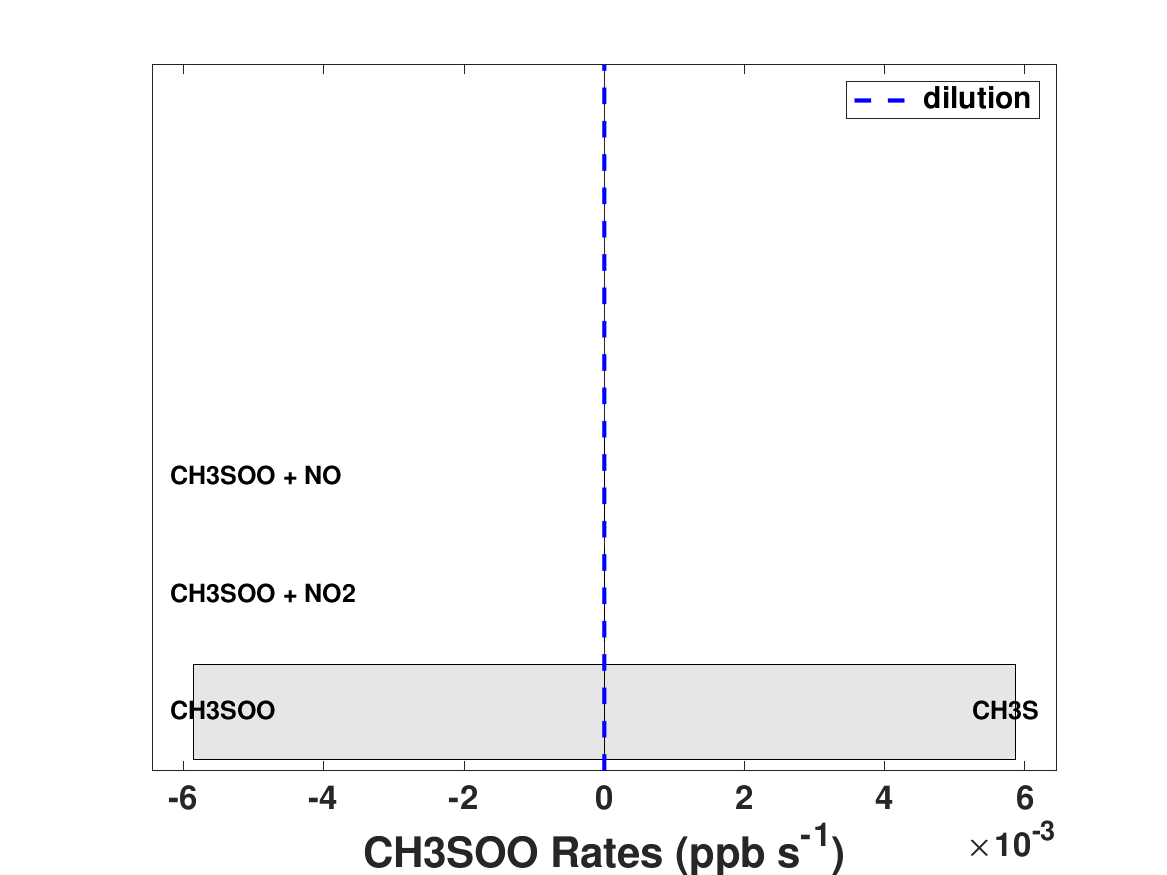 dilution
CH3SOO + NO
CH3SOO + NO2
CH3SOO CH3S
-6 -4 -2 0 2 4 6
×10-3
CH3SOO Rates (ppb s-1)